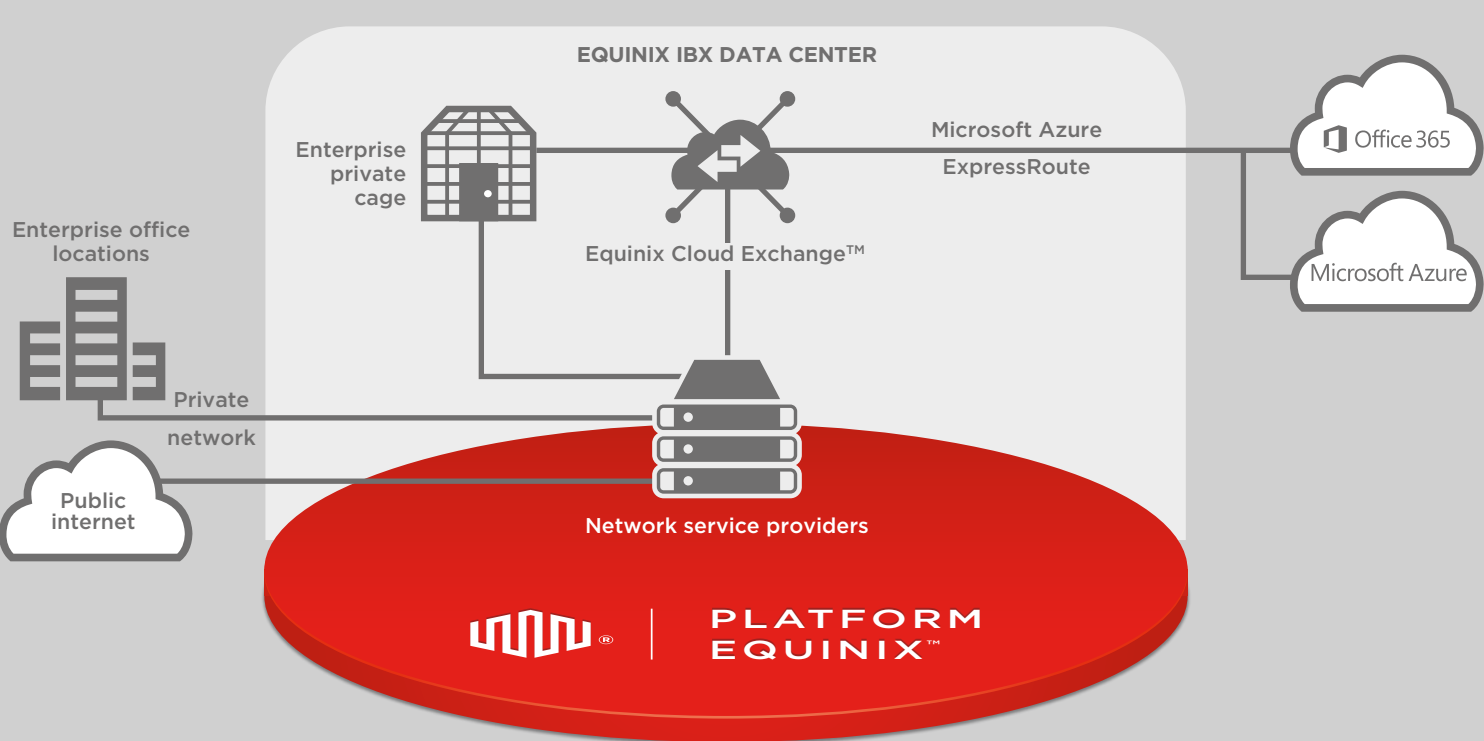 EQUINIX IBX DATA CENTER
Enterprise
private
cage
Microsoft Azure
ExpressRoute
Office 365
Microsoft Azure
Enterprise office
locations
Equinix Cloud Exchange™
Private
network
Public
internet
Network service providers
®
PLATFORM
EQUINIX™